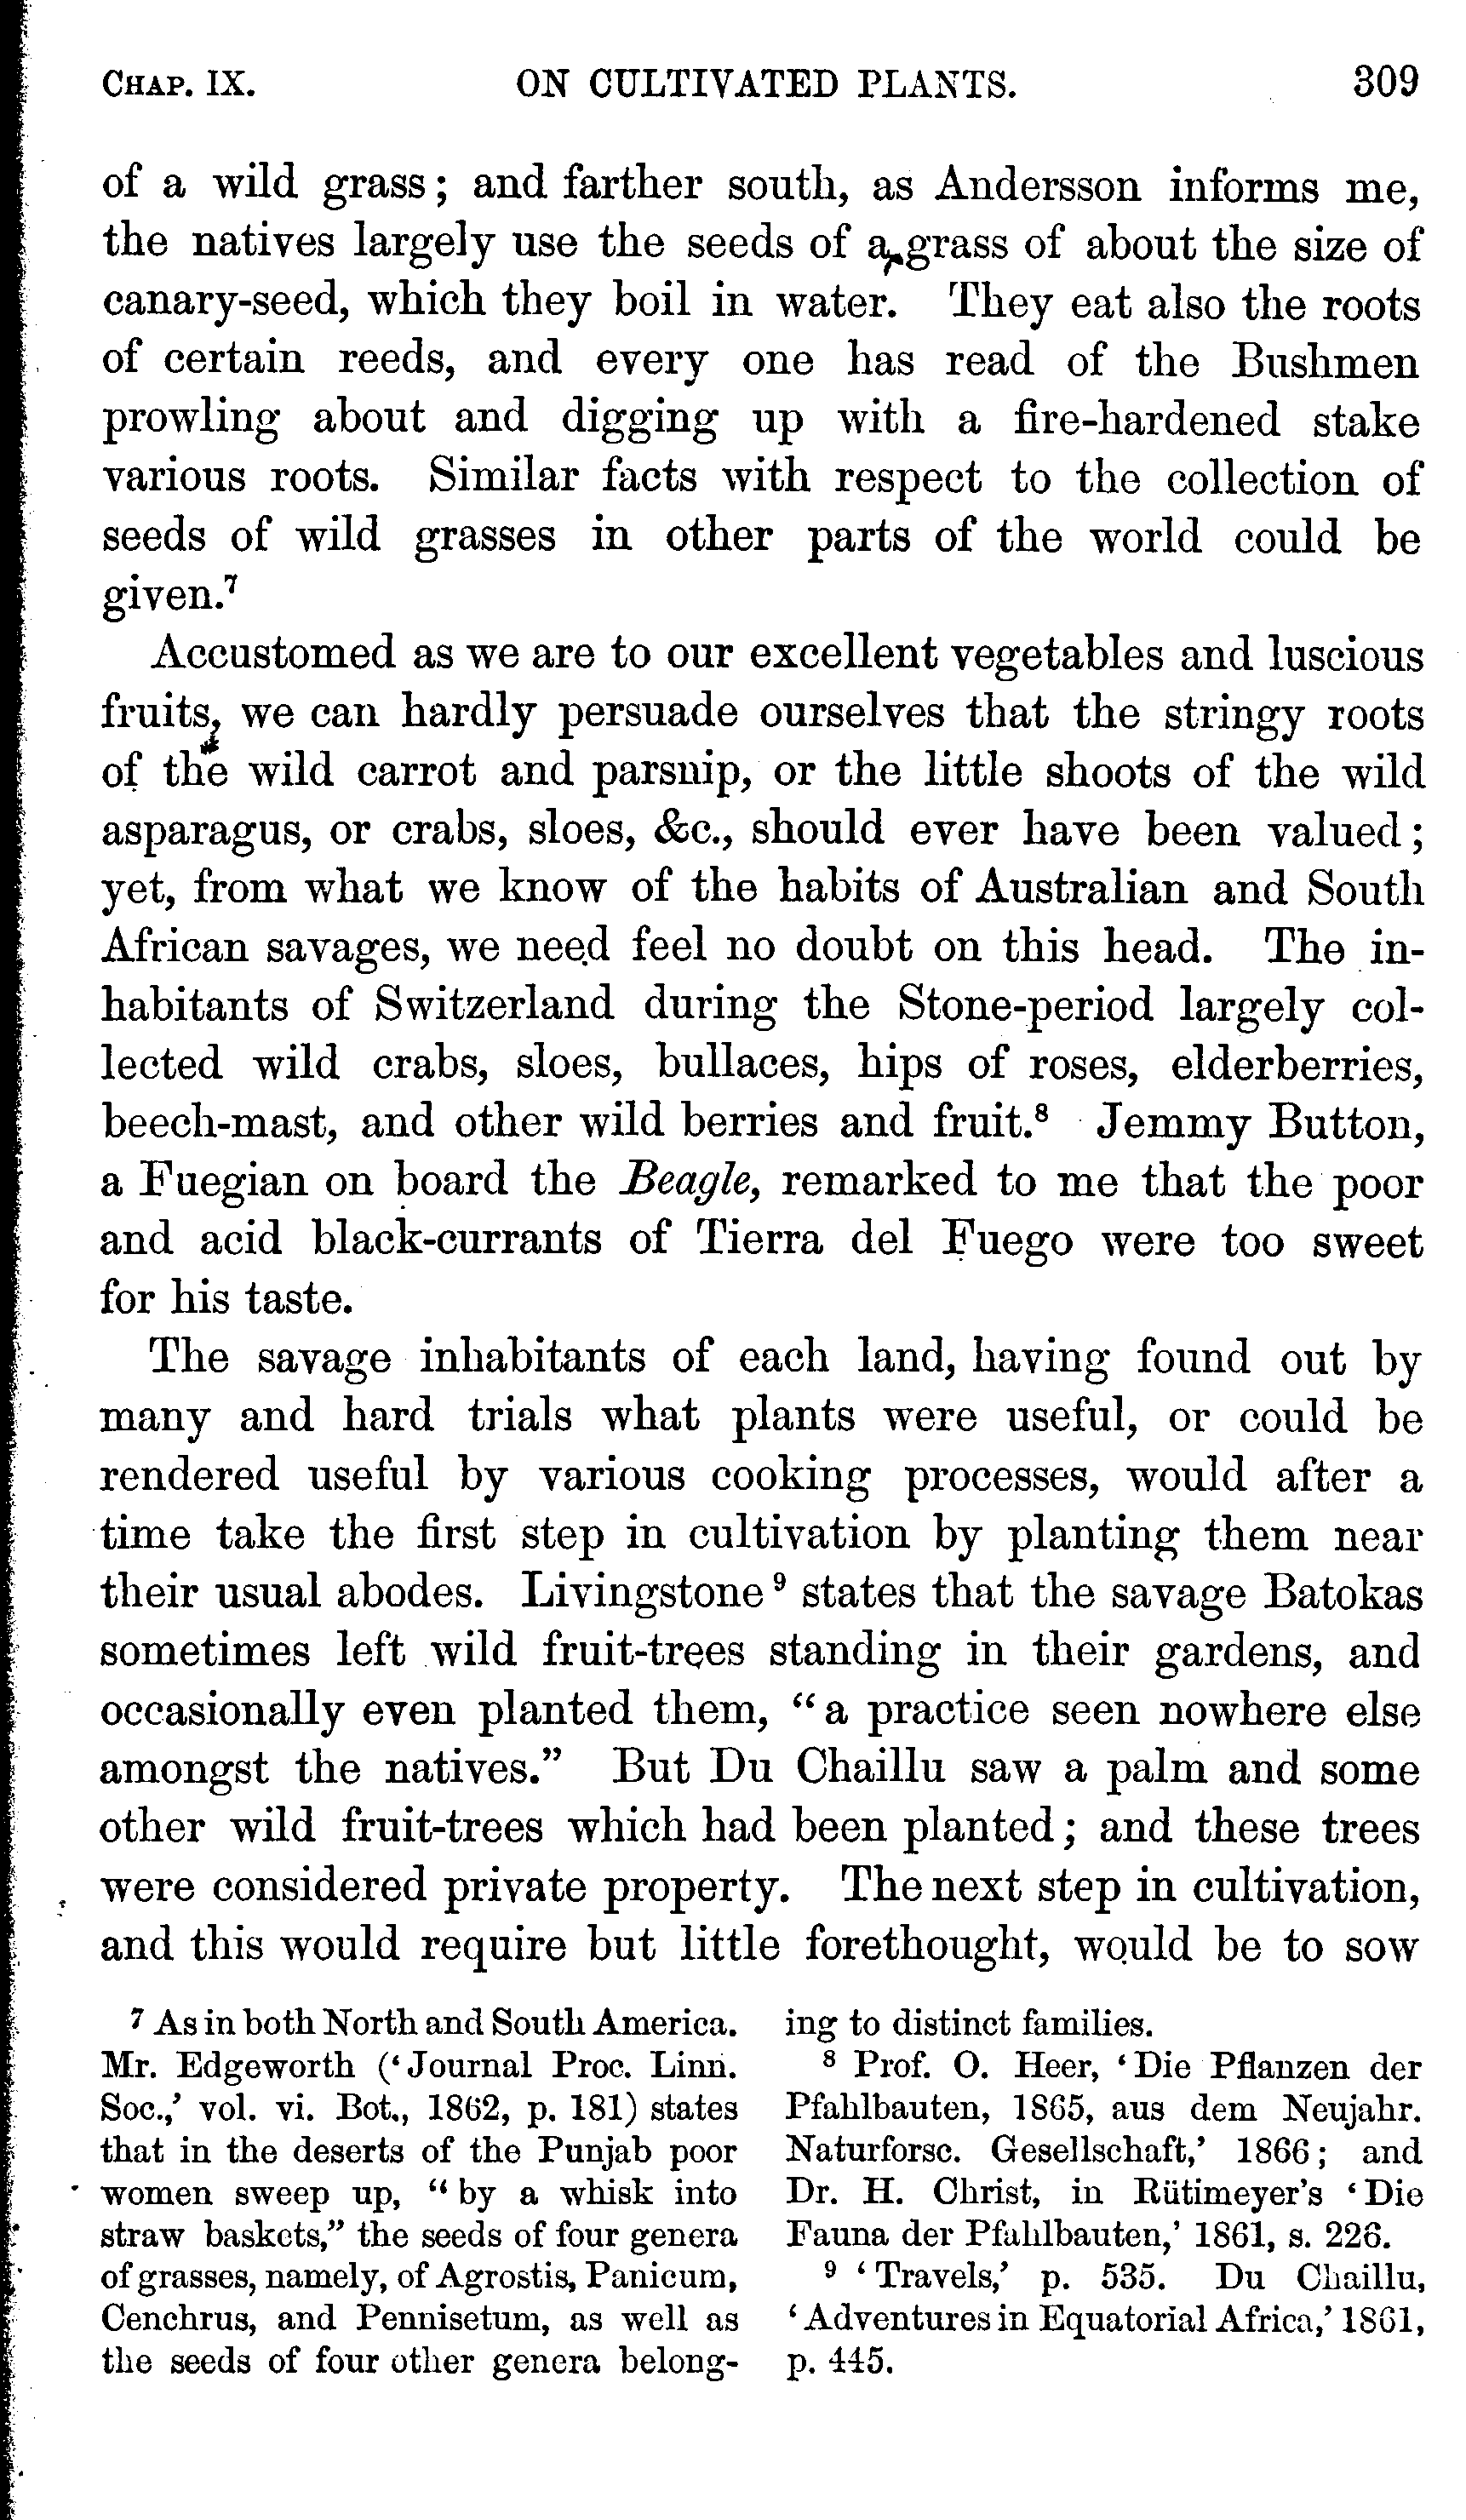 CHAP. IX. ON CULTIVATED PLANTS. 309
of a wild grass; and farther south, as Andersson informs me,
the natives largely use the seeds of a grass of about the size of
canary-seed, which they boil in water. They eat also the roots
of certain reeds, and every one has read of the Bushmen
prowling about and digging up with a fire-hardened stake
various roots. Similar facts with respect to the collection of
seeds of wild grasses in other parts of the world could be
given.⁷
Accustomed as we are to our excellent vegetables and luscious
fruits, we can hardly persuade ourselves that the stringy roots
of the wild carrot and parsnip, or the little shoots of the wild
asparagus, or crabs, sloes, &c., should ever have been valued;
yet, from what we know of the habits of Australian and South
African savages, we need feel no doubt on this head. The in-
habitants of Switzerland during the Stone-period largely col-
lected wild crabs, sloes, bullaces, hips of roses, elderberries,
beech-mast, and other wild berries and fruit.⁸ Jemmy Button,
a Fuegian on board the Beagle, remarked to me that the poor
and acid black-currants of Tierra del Fuego were too sweet
for his taste.
The savage inhabitants of each land, having found out by
many and hard trials what plants were useful, or could be
rendered useful by various cooking processes, would after a
time take the first step in cultivation by planting them near
their usual abodes. Livingstone⁹ states that the savage Batokas
sometimes left wild fruit-trees standing in their gardens, and
occasionally even planted them, “a practice seen nowhere else
amongst the natives.” But Du Chaillu saw a palm and some
other wild fruit-trees which had been planted; and these trees
were considered private property. The next step in cultivation,
and this would require but little forethought, would be to sow
⁷ As in both North and South America.
Mr. Edgeworth (‘Journal Proc. Linn.
Soc.,’ vol. vi. Bot., 1862, p. 181) states
that in the deserts of the Punjab poor
women sweep up, “by a whisk into
straw baskets,” the seeds of four genera
of grasses, namely, of Agrostis, Panicum,
Cenchrus, and Pennisetum, as well as
the seeds of four other genera belong-
ing to distinct families.
⁸ Prof. O. Heer, ‘Die Pflanzen der
Pfahlbauten, 1865, aus dem Neujahr.
Naturforsc. Gesellschaft,’ 1866; and
Dr. H. Christ, in Rütimeyer's ‘Die
Fauna der Pfahlbauten,’ 1861, s. 226.
⁹ ‘Travels,’ p. 535. Du Chaillu,
‘Adventures in Equatorial Africa,’ 1861,
p. 445.